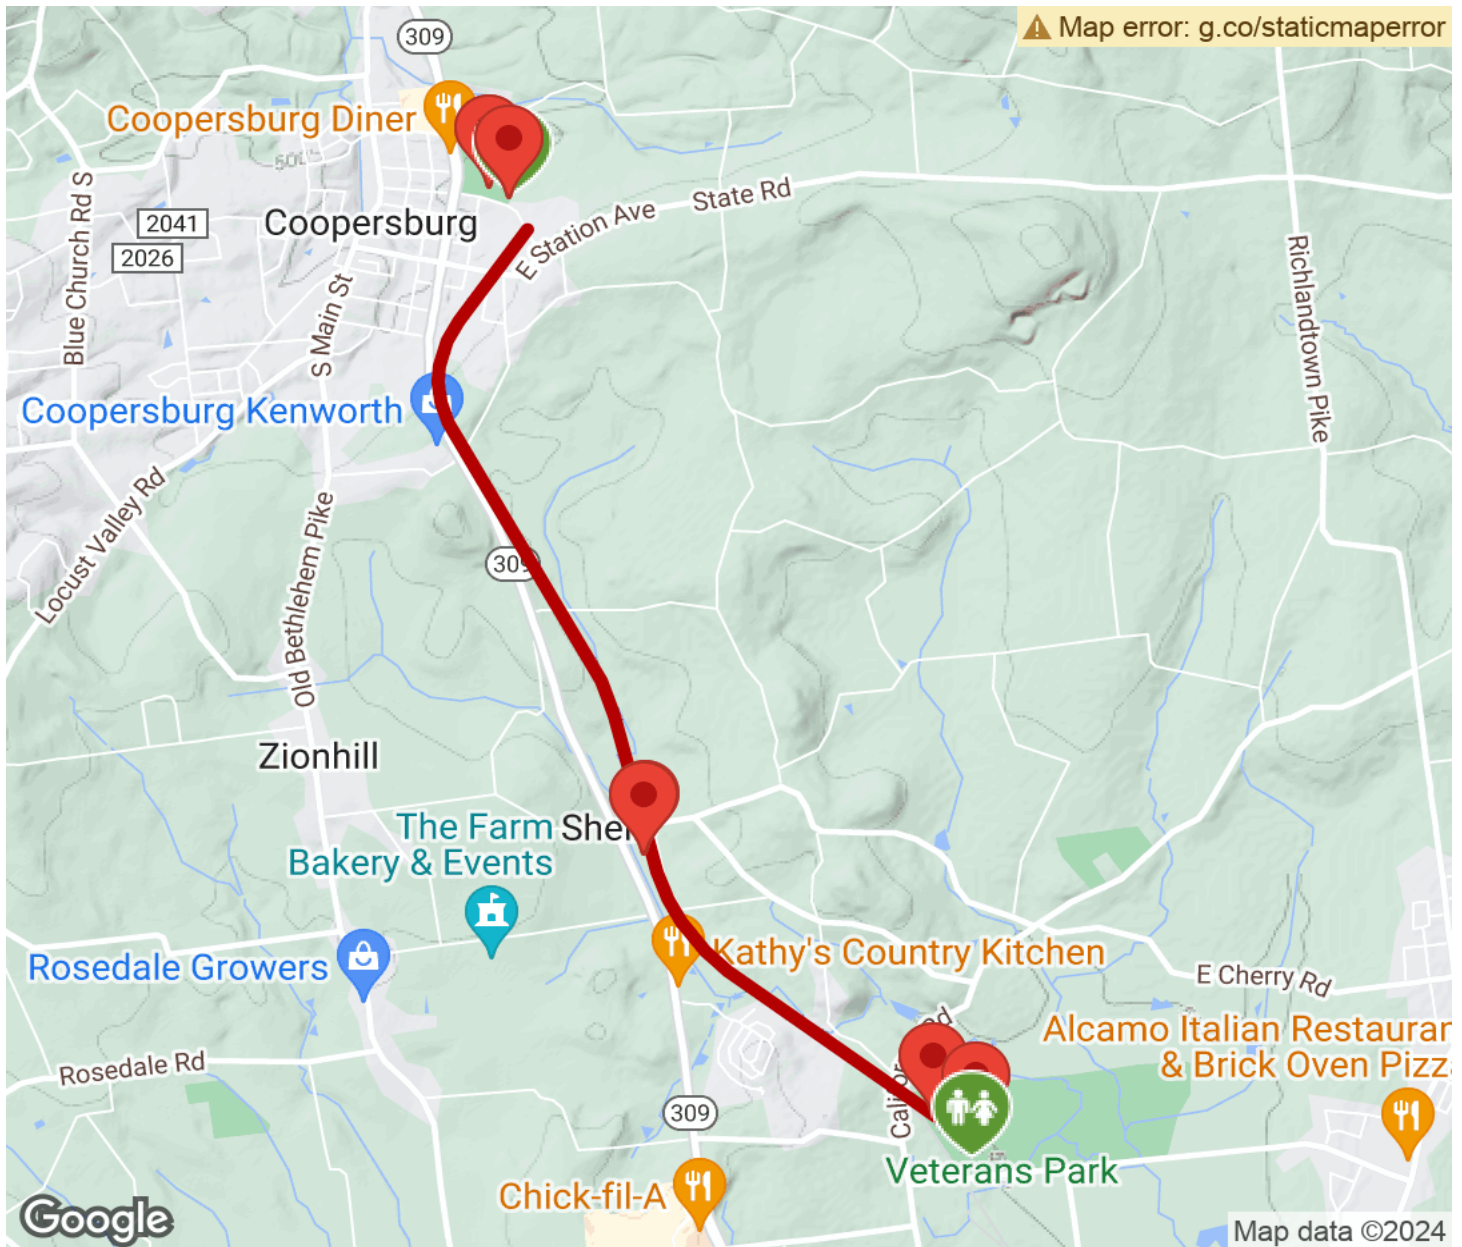 309
Map error: g.co/staticmaperror
Coopersburg Diner
State Rd
2041
Coopersburg
E Station Ave
2026
Blue Church Rd S
S Main St
Richlandtown Pike
Coopersburg Kenworth
Locust Valley Rd
Old Bethlehem Pike
309
Zionhill
The Farm
Bakery & Events
Kathy's Country Kitchen
Rosedale Growers
E Cherry Rd
Rd
Alcamo Italian Restauran
& Brick Oven Pizz
Rosedale Rd
309
Veterans Park
Chick-fil-A
Google
Map data ©2024